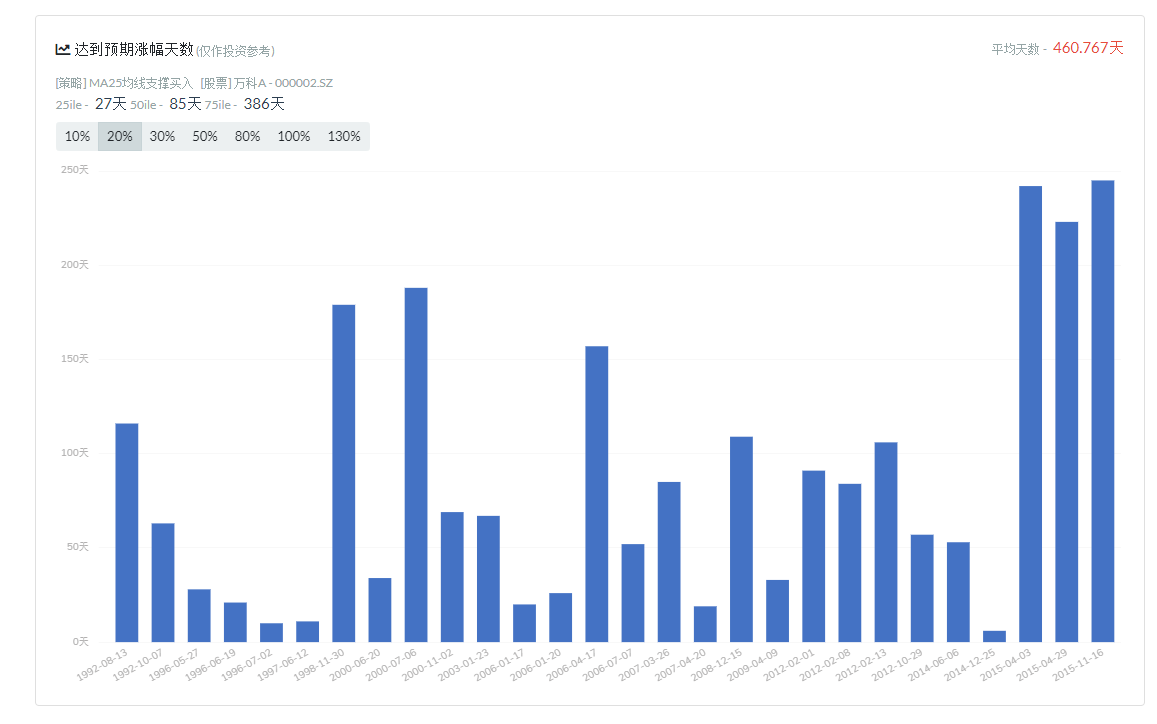 达到预期涨幅天数(仅作投资参考)
平均天数 - 460.767天
[策略] MA25均线支撑买入 [股票] 万科A - 000002.SZ
25ile - 27天 50ile - 85天 75ile - 386天
10% 20% 30% 50% 80% 100% 130%
250天
200天
150天
100天
50天
0天
1992-08-13 1992-10-07 1996-05-27 1996-06-19 1996-07-02 1997-06-12 1998-11-30 2000-06-20 2000-07-06 2000-11-02 2003-01-23 2006-01-17 2006-01-20 2006-04-17 2006-07-07 2007-03-26 2007-04-20 2008-12-15 2009-04-09 2012-02-01 2012-02-08 2012-02-13 2012-10-29 2014-06-06 2014-12-25 2015-04-03 2015-04-29 2015-11-16